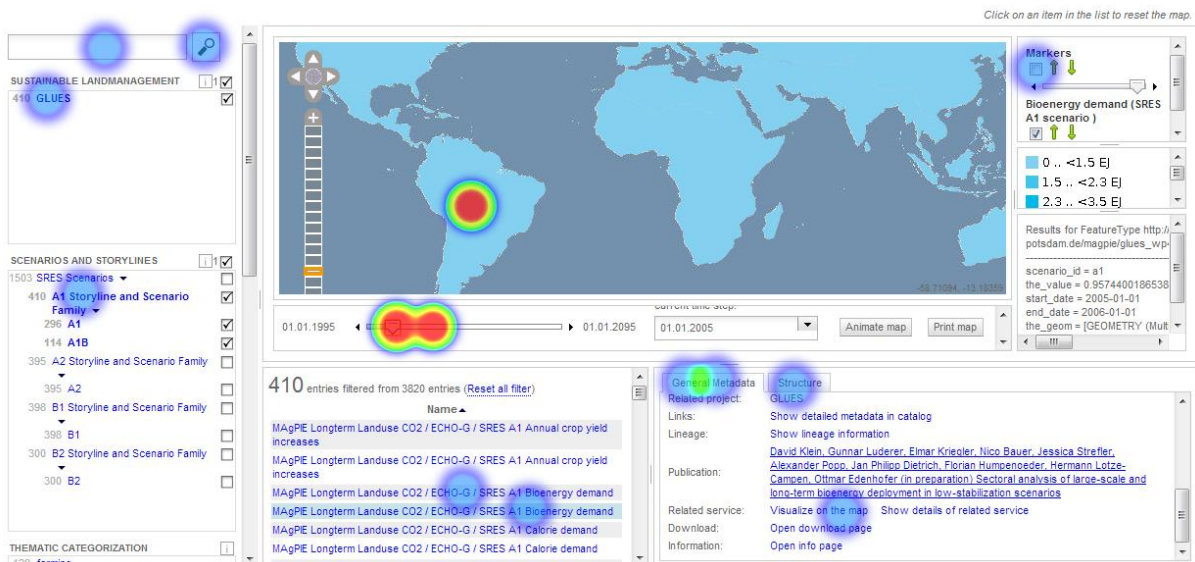 Click on an item in the list to reset the map.
SUSTAINABLE LANDMANAGEMENT i 1
410 GLUES
SCENARIOS AND STORYLINES i 1
1503 SRES Scenarios
410 A1 Storyline and Scenario
Family
296 A1
114 A1B
395 A2 Storyline and Scenario Family
395 A2
398 B1 Storyline and Scenario Family
398 B1
300 B2 Storyline and Scenario Family
300 B2
THEMATIC CATEGORIZATION i
-58.71094, -13.18359
Markers
Bioenergy demand (SRES
A1 scenario )
0 .. <1.5 EJ
1.5 .. <2.3 EJ
2.3 .. <3.5 EJ
Results for FeatureType http://
potsdam.de/magpie/glues_wp
scenario_id = a1
the_value = 0.9574400186538
start_date = 2005-01-01
end_date = 2006-01-01
the_geom = [GEOMETRY (Mult
Current time step:
01.01.1995 01.01.2095 01.01.2005 Animate map Print map
410 entries filtered from 3820 entries (Reset all filter)
Name
MAgPIE Longterm Landuse CO2 / ECHO-G / SRES A1 Annual crop yield
increases
MAgPIE Longterm Landuse CO2 / ECHO-G / SRES A1 Annual crop yield
increases
MAgPIE Longterm Landuse CO2 / ECHO-G / SRES A1 Bioenergy demand
MAgPIE Longterm Landuse CO2 / ECHO-G / SRES A1 Bioenergy demand
MAgPIE Longterm Landuse CO2 / ECHO-G / SRES A1 Calorie demand
MAgPIE Longterm Landuse CO2 / ECHO-G / SRES A1 Calorie demand
General Metadata Structure
Related project: GLUES
Links: Show detailed metadata in catalog
Lineage: Show lineage information
Publication: David Klein, Gunnar Luderer, Elmar Kriegler, Nico Bauer, Jessica Strefler,
Alexander Popp, Jan Philipp Dietrich, Florian Humpenoeder, Hermann Lotze-
Campen, Ottmar Edenhofer (in preparation) Sectoral analysis of large-scale and
long-term bioenergy deployment in low-stabilization scenarios
Related service: Visualize on the map Show details of related service
Download: Open download page
Information: Open info page